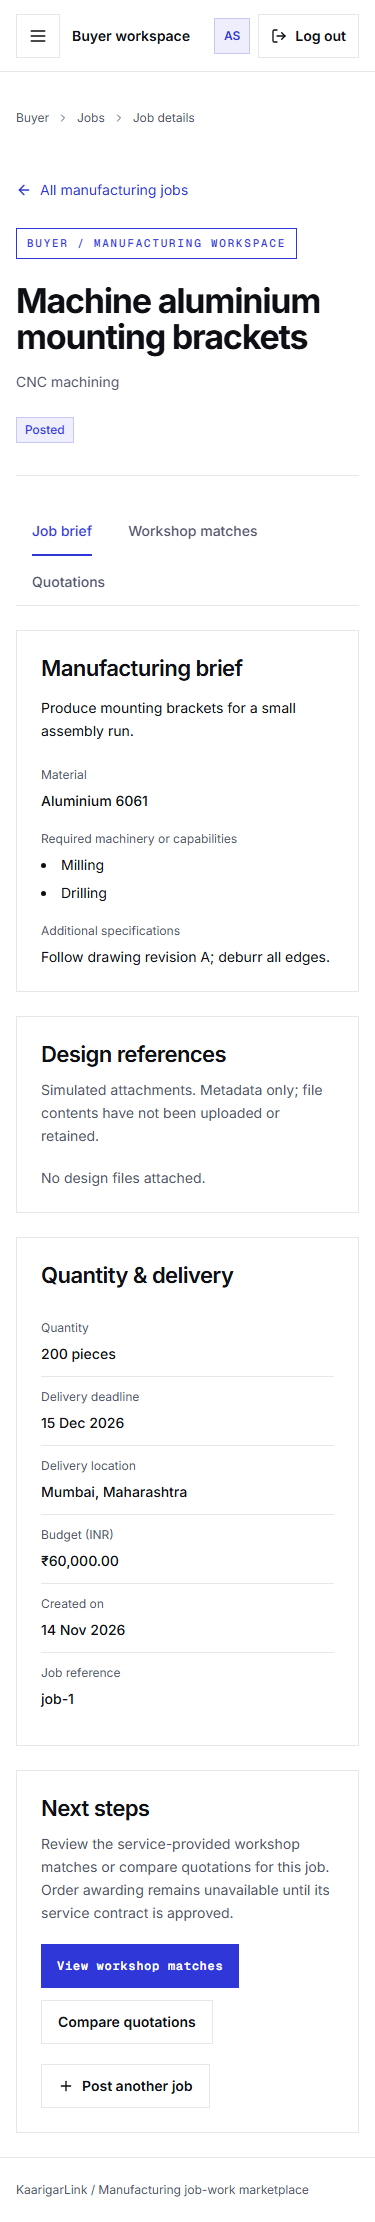 Buyer workspace
AS
Log out
Buyer
Jobs
Job details
All manufacturing jobs
BUYER / MANUFACTURING WORKSPACE
Machine aluminium
mounting brackets
CNC machining
Posted
Job brief
Workshop matches
Quotations
Manufacturing brief
Produce mounting brackets for a small
assembly run.
Material
Aluminium 6061
Required machinery or capabilities
Milling
Drilling
Additional specifications
Follow drawing revision A; deburr all edges.
Design references
Simulated attachments. Metadata only; file
contents have not been uploaded or
retained.
No design files attached.
Quantity & delivery
Quantity
200 pieces
Delivery deadline
15 Dec 2026
Delivery location
Mumbai, Maharashtra
Budget (INR)
₹60,000.00
Created on
14 Nov 2026
Job reference
job-1
Next steps
Review the service-provided workshop
matches or compare quotations for this job.
Order awarding remains unavailable until its
service contract is approved.
View workshop matches
Compare quotations
Post another job
KaarigarLink / Manufacturing job-work marketplace